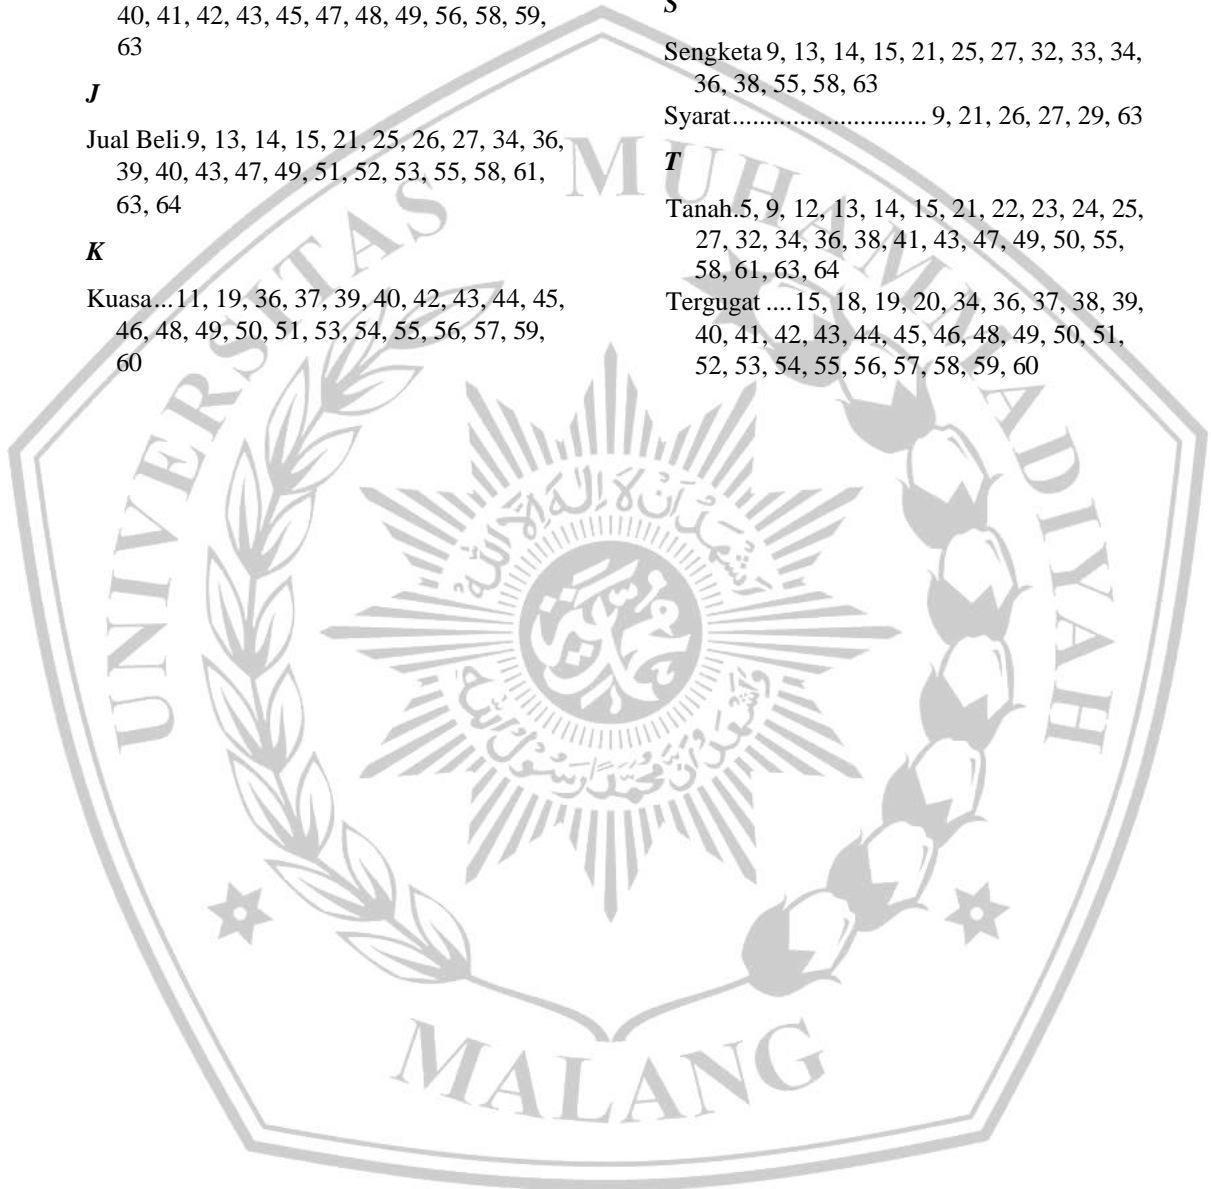 40, 41, 42, 43, 45, 47, 48, 49, 56, 58, 59,
63
J
Jual Beli.9, 13, 14, 15, 21, 25, 26, 27, 34, 36,
39, 40, 43, 47, 49, 51, 52, 53, 55, 58, 61,
63, 64
K
Kuasa...11, 19, 36, 37, 39, 40, 42, 43, 44, 45,
46, 48, 49, 50, 51, 53, 54, 55, 56, 57, 59,
60
S
Sengketa 9, 13, 14, 15, 21, 25, 27, 32, 33, 34,
36, 38, 55, 58, 63
Syarat............................. 9, 21, 26, 27, 29, 63
T
Tanah.5, 9, 12, 13, 14, 15, 21, 22, 23, 24, 25,
27, 32, 34, 36, 38, 41, 43, 47, 49, 50, 55,
58, 61, 63, 64
Tergugat ....15, 18, 19, 20, 34, 36, 37, 38, 39,
40, 41, 42, 43, 44, 45, 46, 48, 49, 50, 51,
52, 53, 54, 55, 56, 57, 58, 59, 60
UNIVERSITAS MUHAMMADIYAH
MALANG